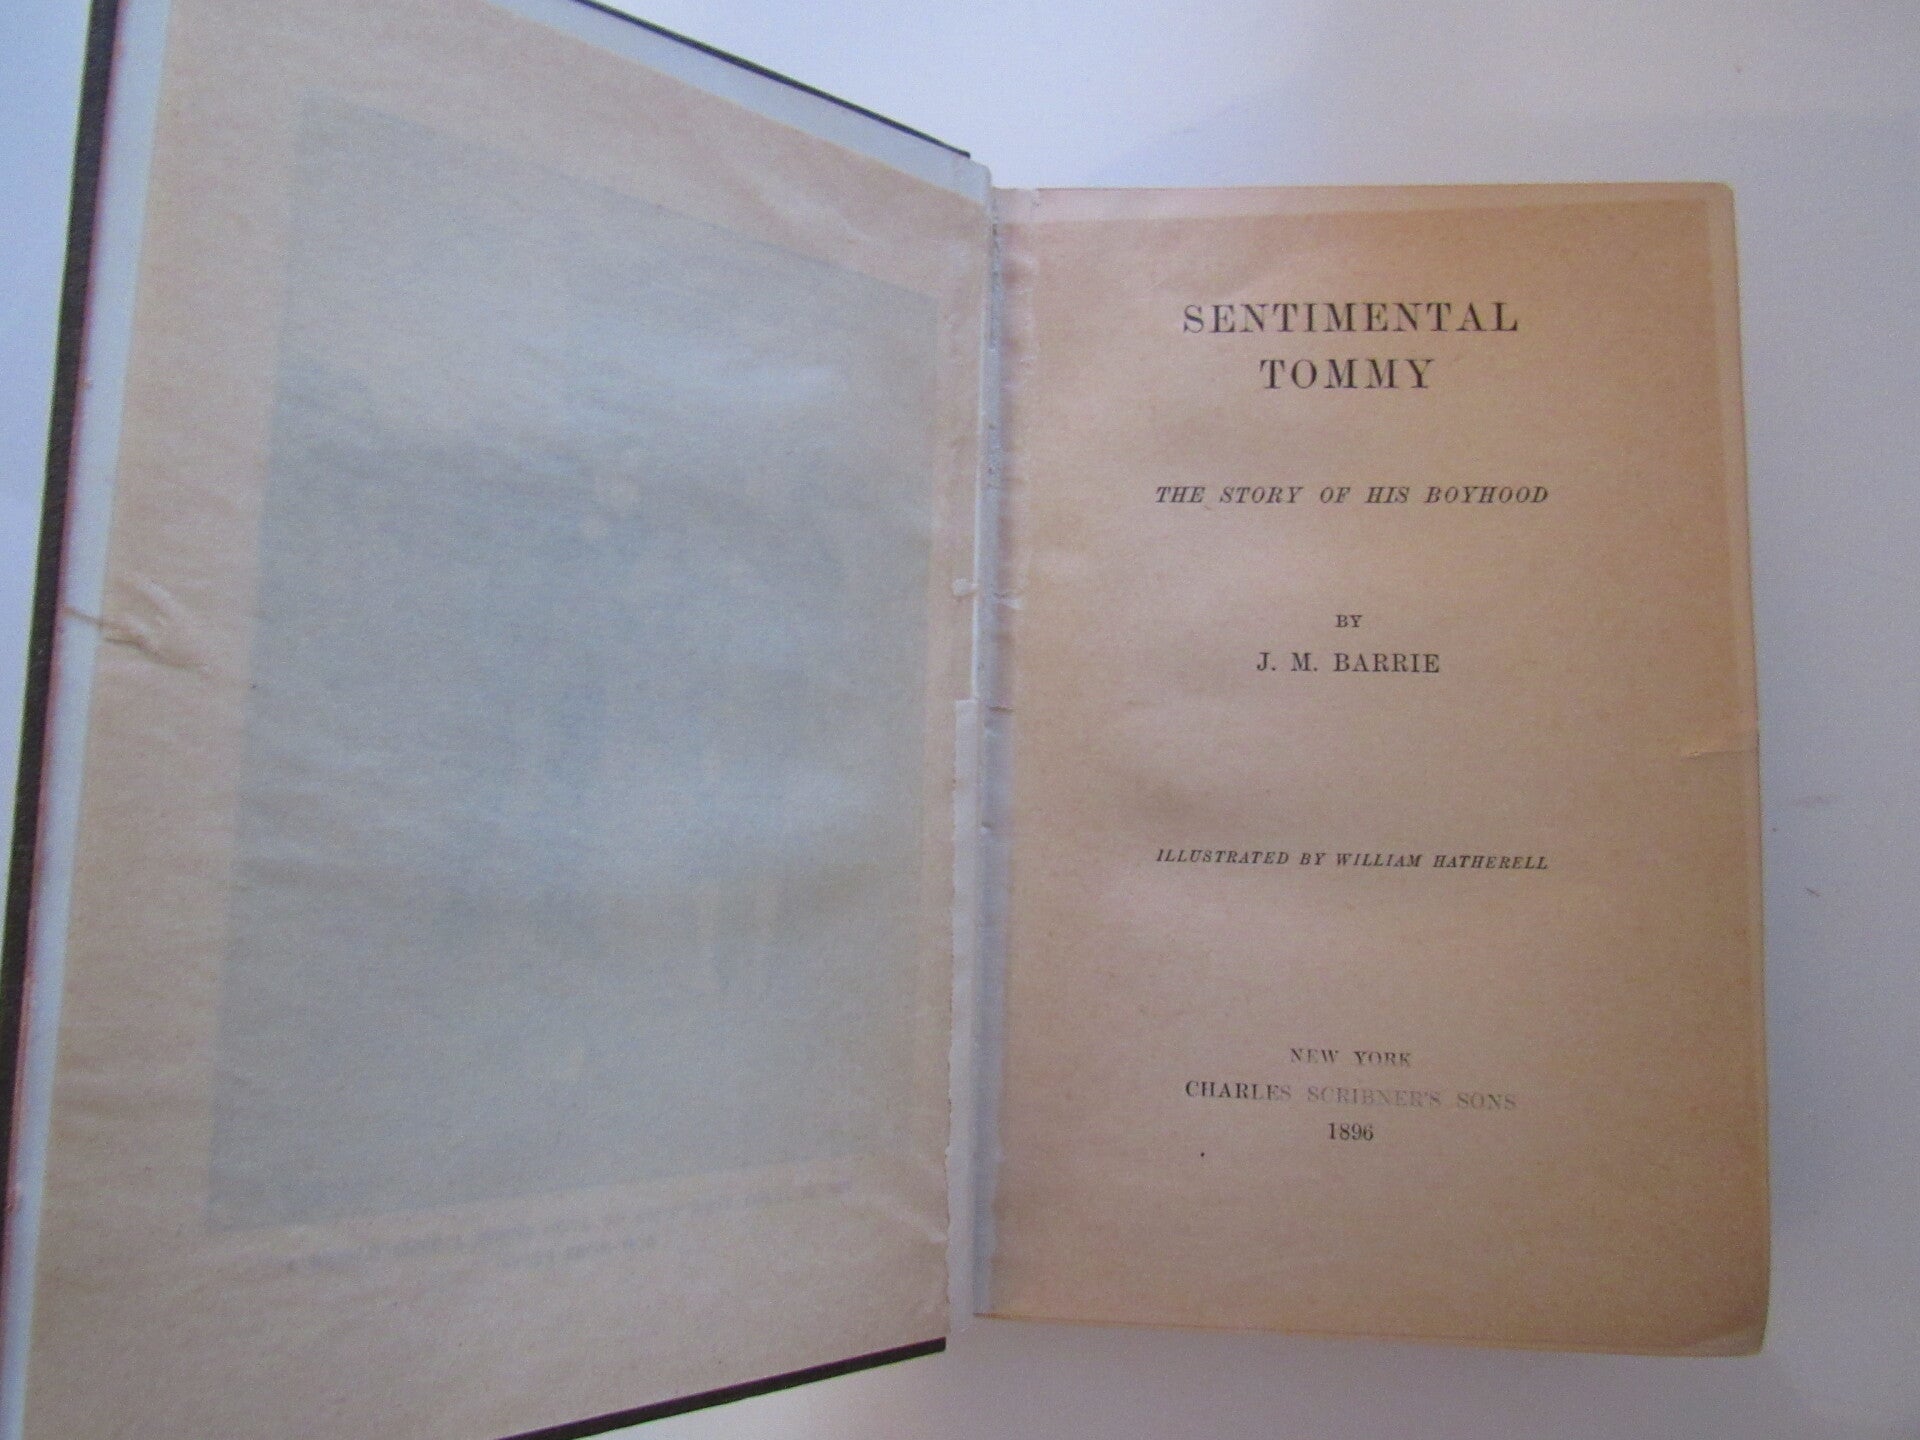 SENTIMENTAL
TOMMY
THE STORY OF HIS BOYHOOD
BY
J. M. BARRIE
ILLUSTRATED BY WILLIAM HATHERELL
NEW YORK
CHARLES SCRIBNER'S SONS
1896